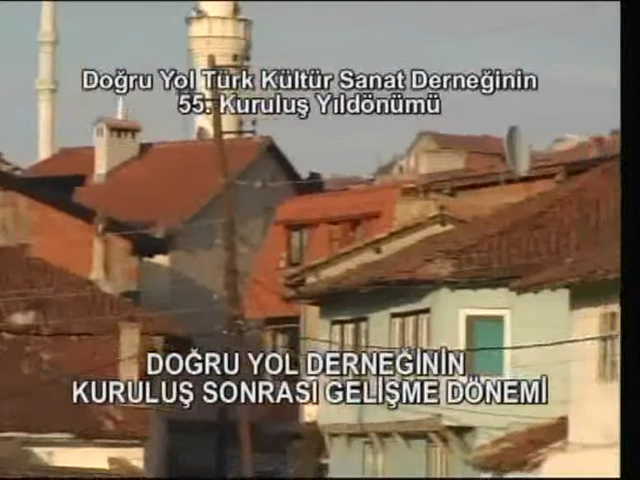 Doğru Yol Türk Kültür Sanat Derneğinin
55. Kuruluş Yıldönümü
DOĞRU YOL DERNEĞİNİN
KURULUŞ SONRASI GELİŞME DÖNEMİ